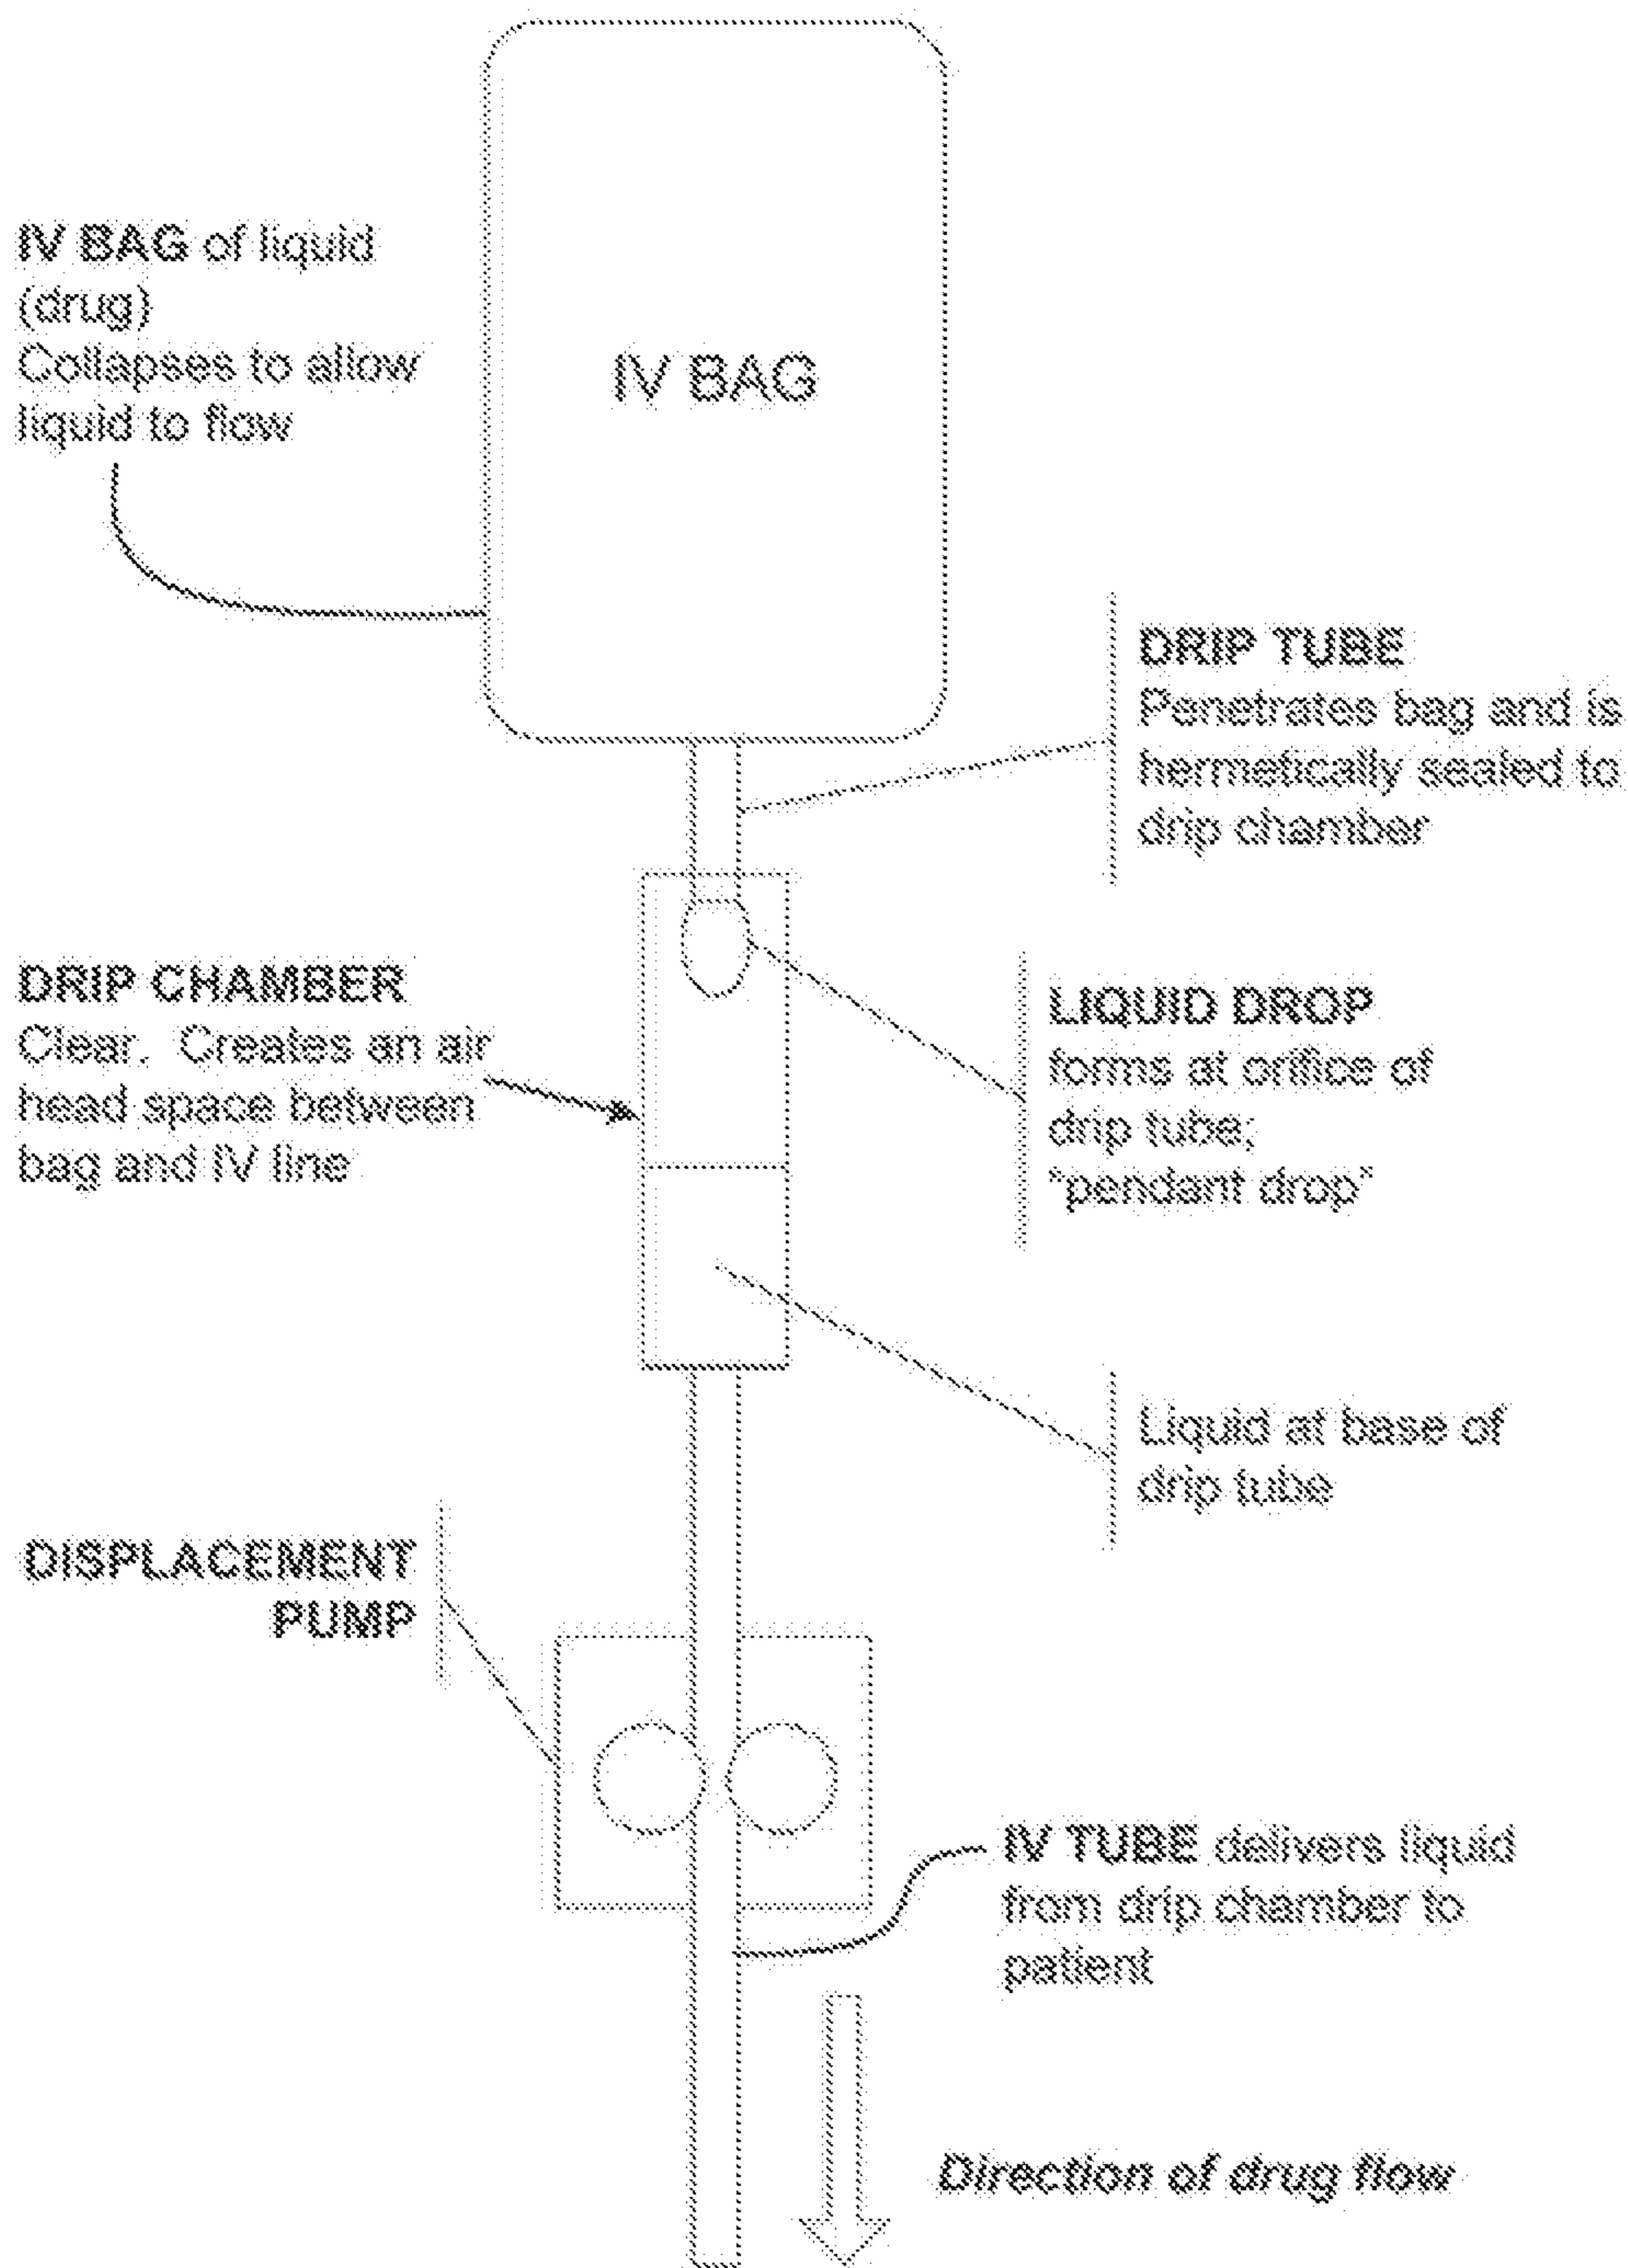 IV BAG of liquid
(drug)
Collapses to allow
liquid to flow
IV BAG
DRIP TUBE
Penetrates bag and is
hermetically sealed to
drip chamber
DRIP CHAMBER
Clear. Creates an air
head space between
bag and IV line
LIQUID DROP
forms at orifice of
drip tube;
"pendant drop"
Liquid at base of
drip tube
DISPLACEMENT
PUMP
IV TUBE delivers liquid
from drip chamber to
patient
Direction of drug flow